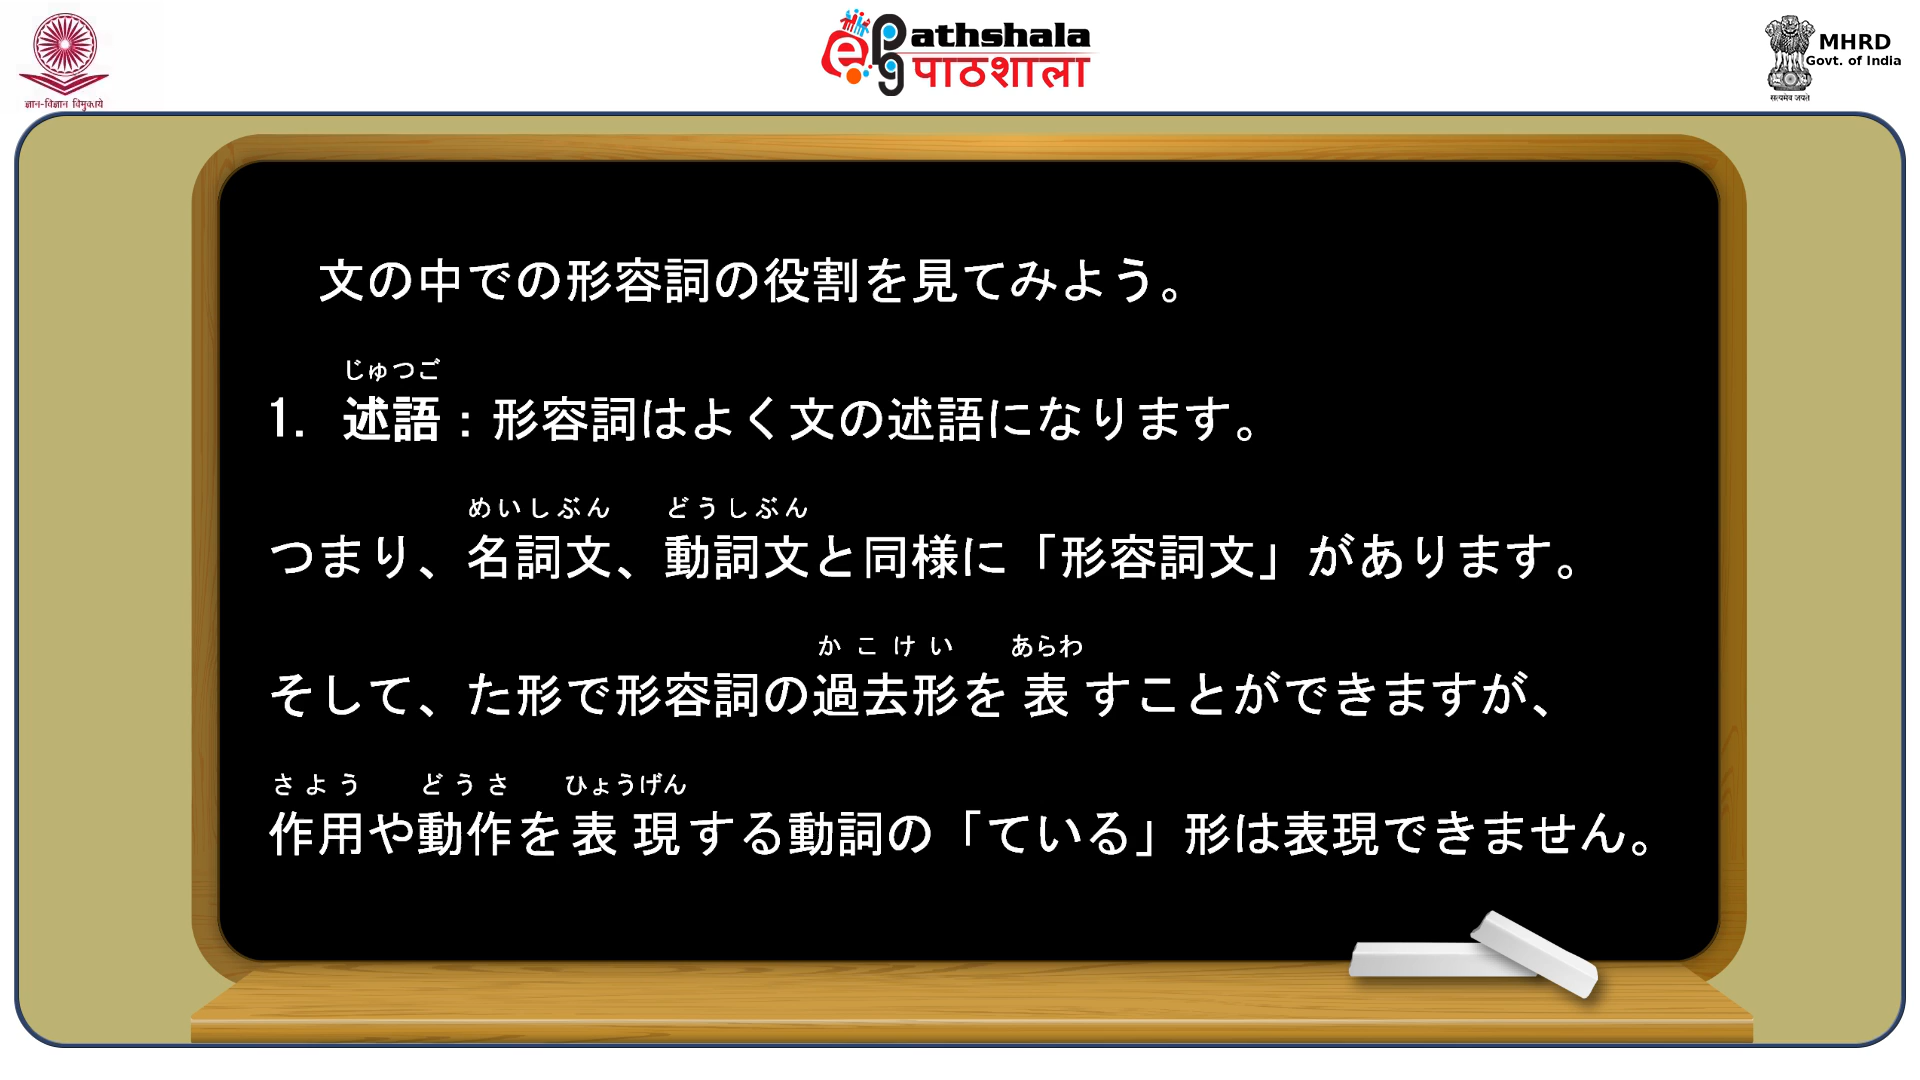 ज्ञान-विज्ञान विमुक्तये
ePathshala
पाठशाला
MHRD
Govt. of India
सत्यमेव जयते
文の中での形容詞の役割を見てみよう。
じゅつご
1. 述語：形容詞はよく文の述語になります。
めいしぶん どうしぶん
つまり、名詞文、動詞文と同様に「形容詞文」があります。
かこけい あらわ
そして、た形で形容詞の過去形を表すことができますが、
さよう どうさ ひょうげん
作用や動作を表現する動詞の「ている」形は表現できません。